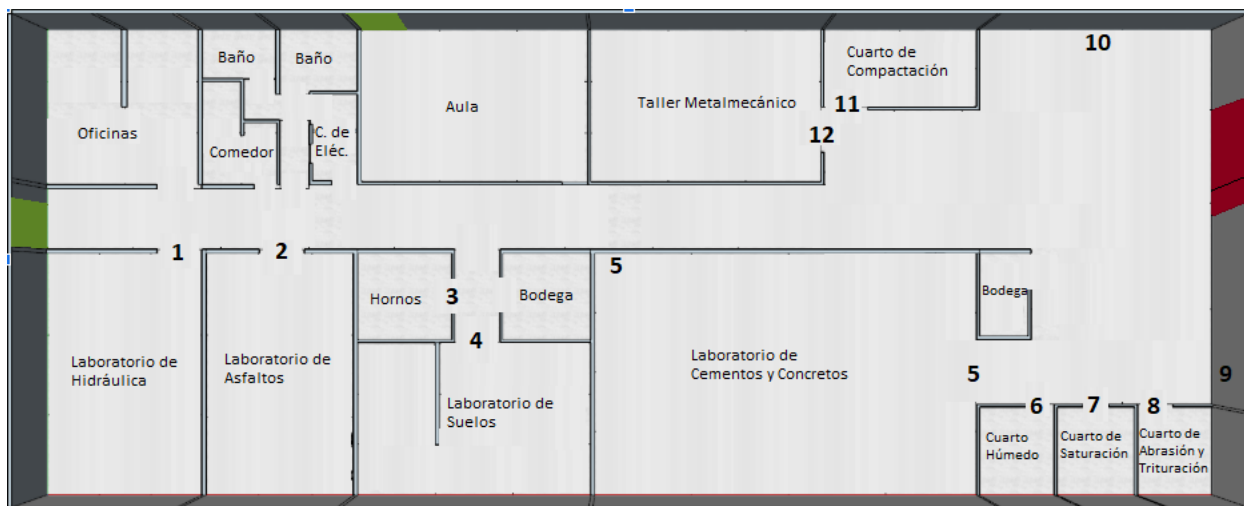 10
Cuarto de
Compactación
Baño
Baño
Aula
Taller Metalmecánico
11
Oficinas
C. de
Eléc.
12
Comedor
1
2
5
Hornos
3
Bodega
Bodega
4
Laboratorio de
Hidráulica
Laboratorio de
Asfaltos
Laboratorio de
Cementos y Concretos
5
9
Laboratorio de
Suelos
6
7
8
Cuarto
Húmedo
Cuarto de
Saturación
Cuarto de
Abrasión y
Trituración